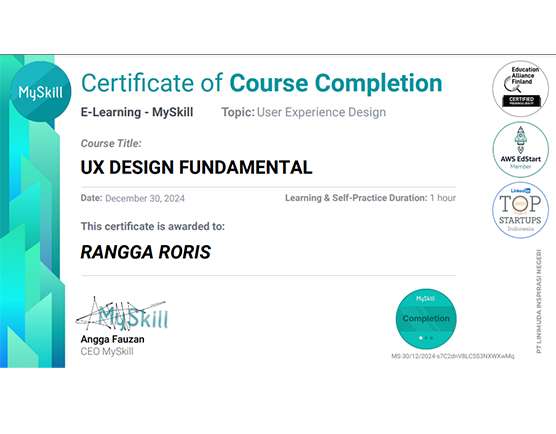 MySkill
Certificate of Course Completion
E-Learning - MySkill
Topic: User Experience Design
Course Title:
UX DESIGN FUNDAMENTAL
Date: December 30, 2024
Learning & Self-Practice Duration: 1 hour
This certificate is awarded to:
RANGGA RORIS
MySkill
Angga Fauzan
CEO MySkill
MySkill
Completion
MS-30/12/2024-s7C2dnV8LC5S3NXWXwMq
Education
Alliance
Finland
CERTIFIED
AWS EdStart
Member
LinkedIn
TOP
STARTUPS
Indonesia
PT LINIMUDA INSPIRASI NEGERI